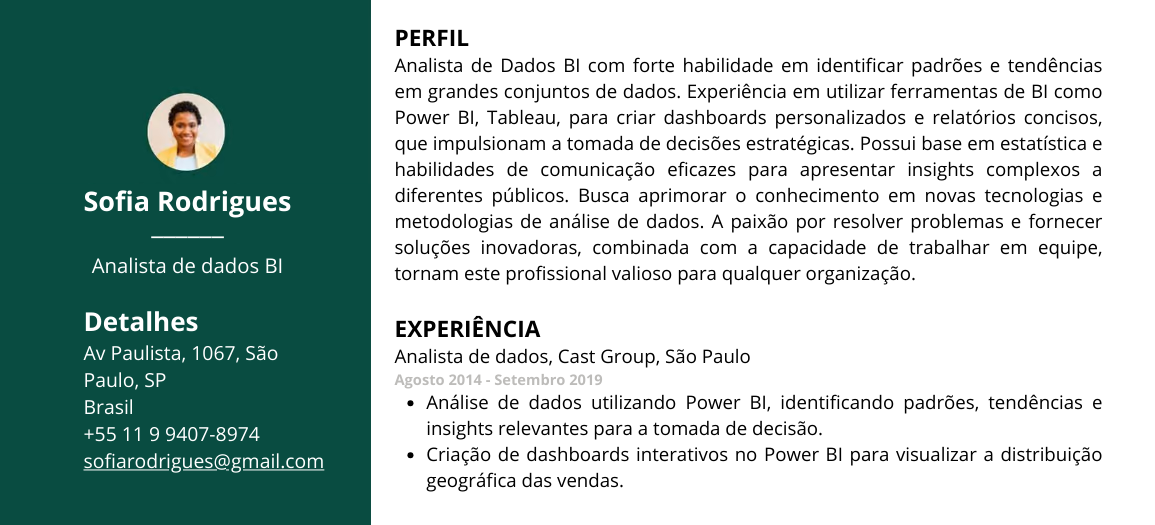 Sofia Rodrigues
Analista de dados BI
Detalhes
Av Paulista, 1067, São
Paulo, SP
Brasil
+55 11 9 9407-8974
sofiarodrigues@gmail.com
PERFIL
Analista de Dados BI com forte habilidade em identificar padrões e tendências
em grandes conjuntos de dados. Experiência em utilizar ferramentas de BI como
Power BI, Tableau, para criar dashboards personalizados e relatórios concisos,
que impulsionam a tomada de decisões estratégicas. Possui base em estatística e
habilidades de comunicação eficazes para apresentar insights complexos a
diferentes públicos. Busca aprimorar o conhecimento em novas tecnologias e
metodologias de análise de dados. A paixão por resolver problemas e fornecer
soluções inovadoras, combinada com a capacidade de trabalhar em equipe,
tornam este profissional valioso para qualquer organização.
EXPERIÊNCIA
Analista de dados, Cast Group, São Paulo
Agosto 2014 - Setembro 2019
• Análise de dados utilizando Power BI, identificando padrões, tendências e
insights relevantes para a tomada de decisão.
• Criação de dashboards interativos no Power BI para visualizar a distribuição
geográfica das vendas.